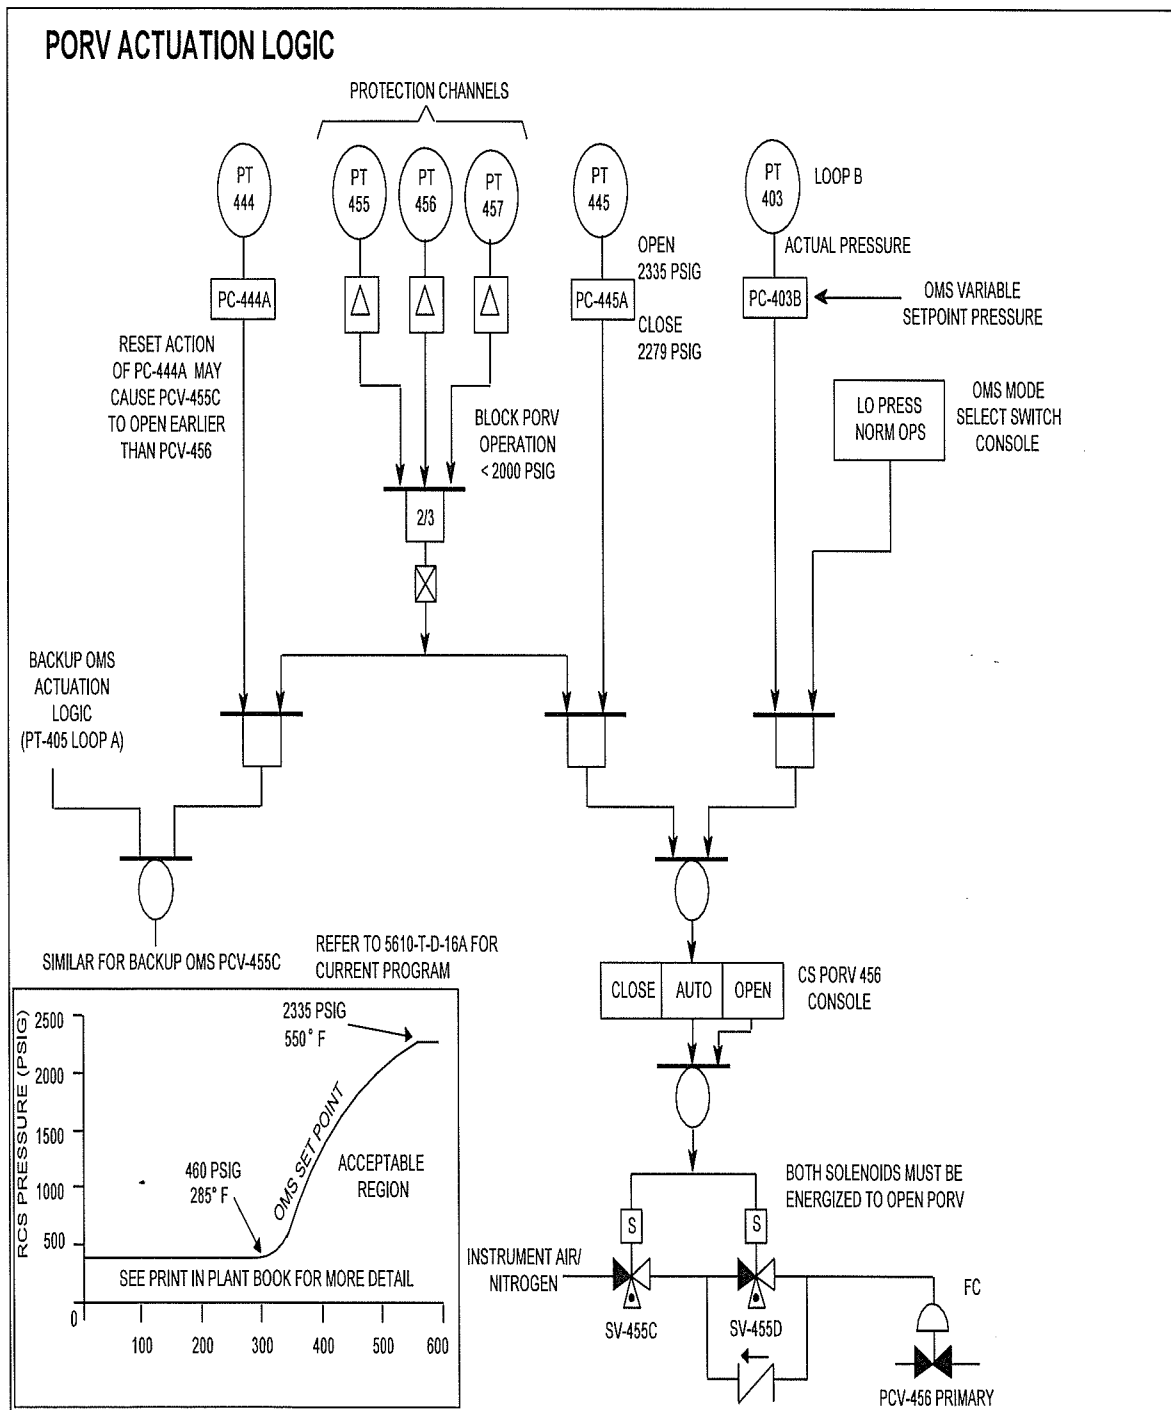 PORV ACTUATION LOGIC
PROTECTION CHANNELS
PT
444
PT
455
PT
456
PT
457
PT
445
PT
403
LOOP B
ACTUAL PRESSURE
OPEN
2335 PSIG
PC-444A
PC-445A
PC-403B
OMS VARIABLE
SETPOINT PRESSURE
CLOSE
2279 PSIG
RESET ACTION
OF PC-444A MAY
CAUSE PCV-455C
TO OPEN EARLIER
THAN PCV-456
BLOCK PORV
OPERATION
< 2000 PSIG
LO PRESS
NORM OPS
OMS MODE
SELECT SWITCH
CONSOLE
2/3
BACKUP OMS
ACTUATION
LOGIC
(PT-405 LOOP A)
SIMILAR FOR BACKUP OMS PCV-455C
REFER TO 5610-T-D-16A FOR
CURRENT PROGRAM
CLOSE
AUTO
OPEN
CS PORV 456
CONSOLE
RCS PRESSURE (PSIG)
2500
2000
1500
1000
500
0
2335 PSIG
550° F
460 PSIG
285° F
OMS SET POINT
ACCEPTABLE
REGION
SEE PRINT IN PLANT BOOK FOR MORE DETAIL
100
200
300
400
500
600
BOTH SOLENOIDS MUST BE
ENERGIZED TO OPEN PORV
S
S
INSTRUMENT AIR/
NITROGEN
SV-455C
SV-455D
FC
PCV-456 PRIMARY